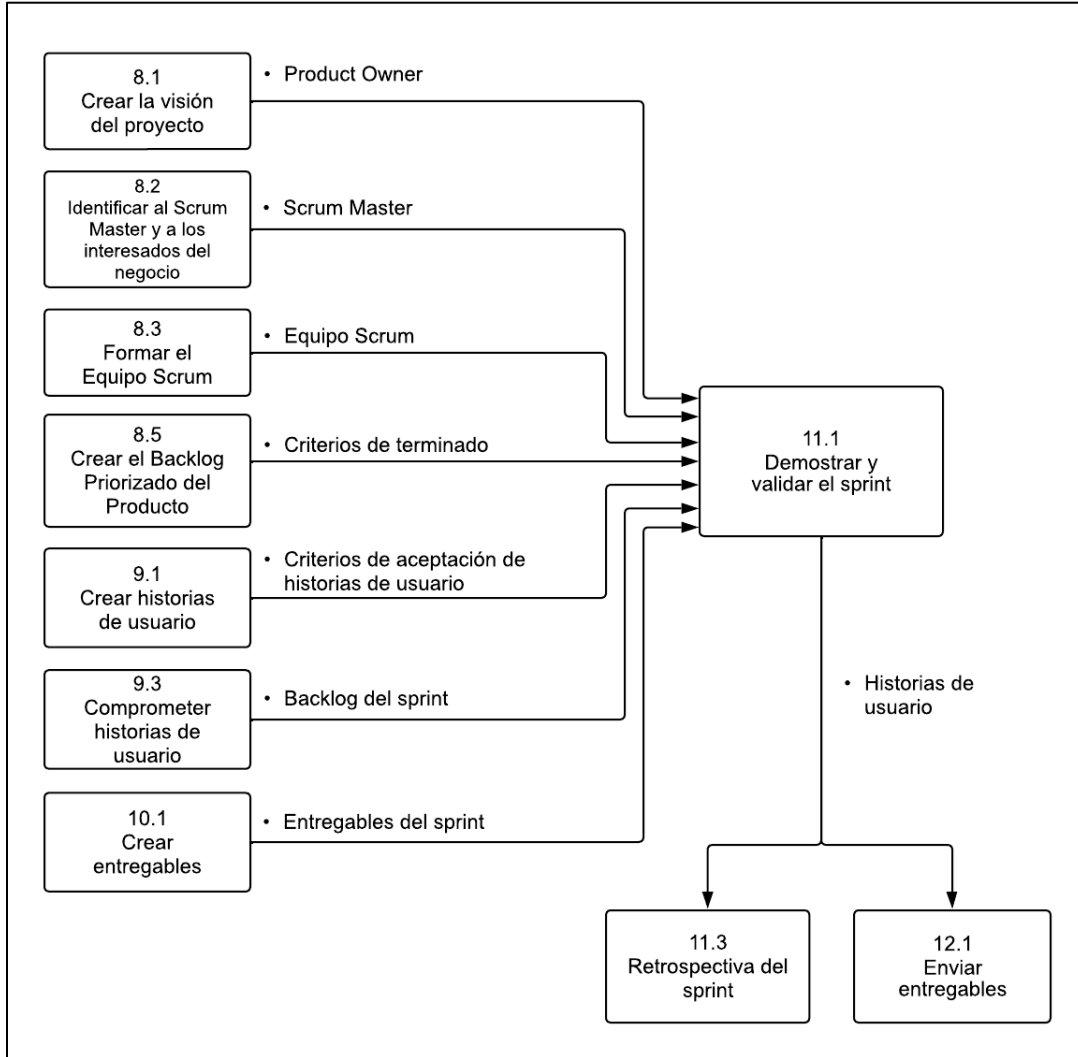 8.1
Crear la visión
del proyecto
• Product Owner
8.2
Identificar al Scrum
Master y a los
interesados del
negocio
• Scrum Master
8.3
Formar el
Equipo Scrum
• Equipo Scrum
8.5
Crear el Backlog
Priorizado del
Producto
• Criterios de terminado
9.1
Crear historias
de usuario
• Criterios de aceptación de
historias de usuario
9.3
Comprometer
historias de
usuario
• Backlog del sprint
10.1
Crear
entregables
• Entregables del sprint
11.1
Demostrar y
validar el sprint
• Historias de
usuario
11.3
Retrospectiva del
sprint
12.1
Enviar
entregables